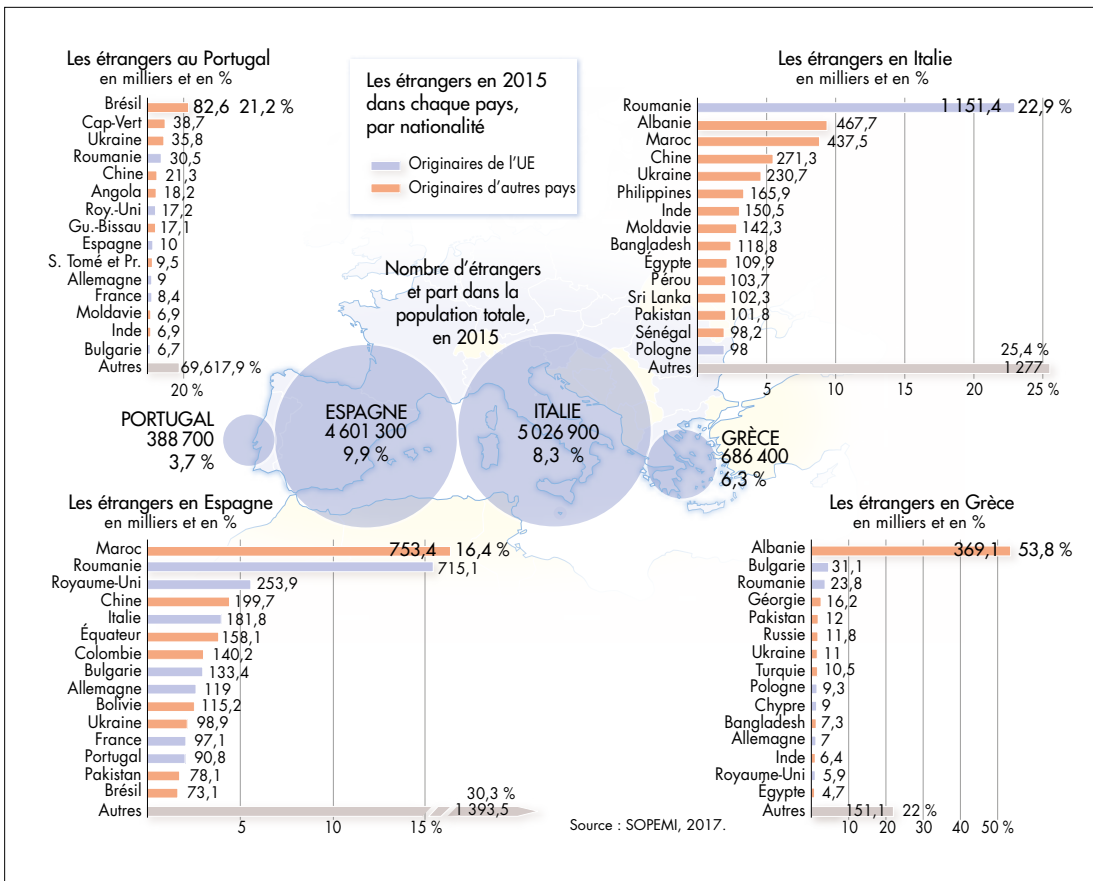 Les étrangers au Portugal
en milliers et en %
Brésil 82,6 21,2 %
Cap-Vert 38,7
Ukraine 35,8
Roumanie 30,5
Chine 21,3
Angola 18,2
Roy.-Uni 17,2
Gu.-Bissau 17,1
Espagne 10
S. Tomé et Pr. 9,5
Allemagne 9
France 8,4
Moldavie 6,9
Inde 6,9
Bulgarie 6,7
Autres 69,617,9 %
20 %
Les étrangers en 2015
dans chaque pays,
par nationalité
Originaires de l'UE
Originaires d'autres pays
Les étrangers en Italie
en milliers et en %
Roumanie 1 151,4 22,9 %
Albanie 467,7
Maroc 437,5
Chine 271,3
Ukraine 230,7
Philippines 165,9
Inde 150,5
Moldavie 142,3
Bangladesh 118,8
Égypte 109,9
Pérou 103,7
Sri Lanka 102,3
Pakistan 101,8
Sénégal 98,2
Pologne 98 25,4 %
Autres 1 277
5 10 15 20 25 %
Nombre d'étrangers
et part dans la
population totale,
en 2015
PORTUGAL
388 700
3,7 %
ESPAGNE
4 601 300
9,9 %
ITALIE
5 026 900
8,3 %
GRÈCE
686 400
6,3 %
Les étrangers en Espagne
en milliers et en %
Maroc 753,4 16,4 %
Roumanie 715,1
Royaume-Uni 253,9
Chine 199,7
Italie 181,8
Équateur 158,1
Colombie 140,2
Bulgarie 133,4
Allemagne 119
Bolivie 115,2
Ukraine 98,9
France 97,1
Portugal 90,8
Pakistan 78,1
Brésil 73,1
30,3 %
Autres 1 393,5
5 10 15 %
Les étrangers en Grèce
en milliers et en %
Albanie 369,1 53,8 %
Bulgarie 31,1
Roumanie 23,8
Géorgie 16,2
Pakistan 12
Russie 11,8
Ukraine 11
Turquie 10,5
Pologne 9,3
Chypre 9
Bangladesh 7,3
Allemagne 7
Inde 6,4
Royaume-Uni 5,9
Égypte 4,7
Autres 151,1 22 %
10 20 30 40 50 %
Source : SOPEMI, 2017.